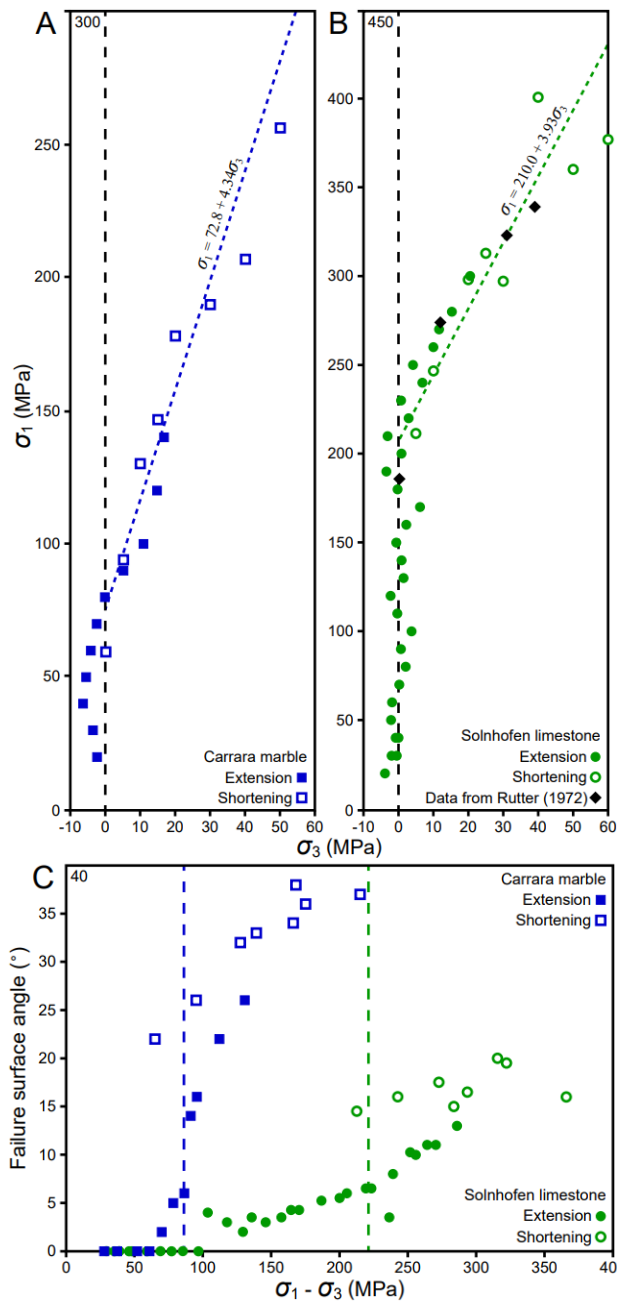 A
300
250
200
150
100
50
0
σ₁ (MPa)
σ₁ = 72.8 + 4.34σ₃
Carrara marble
Extension
Shortening
-10 0 10 20 30 40 50 60
B
450
400
350
300
250
200
150
100
50
0
σ₁ = 210.0 + 3.93σ₃
Solnhofen limestone
Extension
Shortening
Data from Rutter (1972)
-10 0 10 20 30 40 50 60
σ₃ (MPa)
C
40
35
30
25
20
15
10
5
0
Failure surface angle (°)
Carrara marble
Extension
Shortening
Solnhofen limestone
Extension
Shortening
0 50 100 150 200 250 300 350 400
σ₁ - σ₃ (MPa)